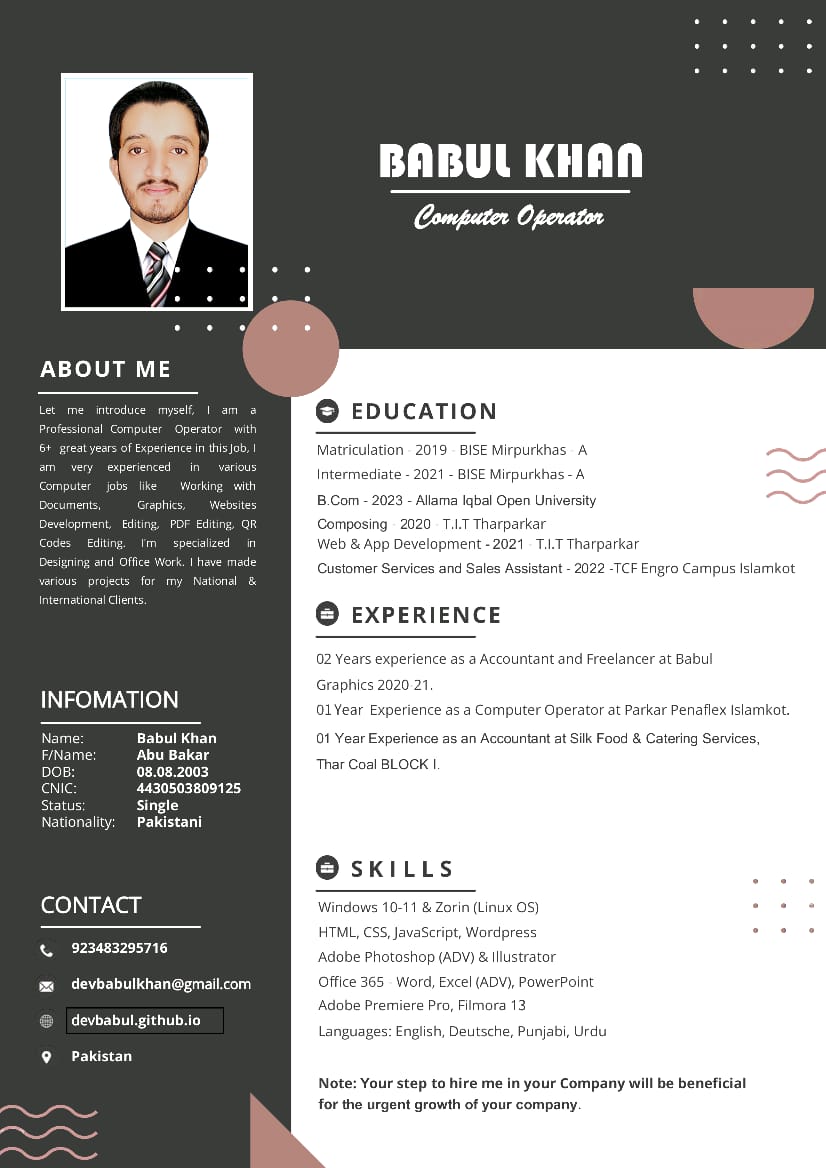 BABUL KHAN
Computer Operator
ABOUT ME
Let me introduce myself, I am a
Professional Computer Operator with
6+ great years of Experience in this Job, I
am very experienced in various
Computer jobs like Working with
Documents, Graphics, Websites
Development, Editing, PDF Editing, QR
Codes Editing. I'm specialized in
Designing and Office Work. I have made
various projects for my National &
International Clients.
INFOMATION
Name: Babul Khan
F/Name: Abu Bakar
DOB: 08.08.2003
CNIC: 4430503809125
Status: Single
Nationality: Pakistani
CONTACT
923483295716
devbabulkhan@gmail.com
devbabul.github.io
Pakistan
EDUCATION
Matriculation - 2019 - BISE Mirpurkhas - A
Intermediate - 2021 - BISE Mirpurkhas - A
B.Com - 2023 - Allama Iqbal Open University
Composing - 2020 - T.I.T Tharparkar
Web & App Development - 2021 - T.I.T Tharparkar
Customer Services and Sales Assistant - 2022 -TCF Engro Campus Islamkot
EXPERIENCE
02 Years experience as a Accountant and Freelancer at Babul
Graphics 2020-21.
01 Year Experience as a Computer Operator at Parkar Penaflex Islamkot.
01 Year Experience as an Accountant at Silk Food & Catering Services,
Thar Coal BLOCK I.
SKILLS
Windows 10-11 & Zorin (Linux OS)
HTML, CSS, JavaScript, Wordpress
Adobe Photoshop (ADV) & Illustrator
Office 365 - Word, Excel (ADV), PowerPoint
Adobe Premiere Pro, Filmora 13
Languages: English, Deutsche, Punjabi, Urdu
Note: Your step to hire me in your Company will be beneficial
for the urgent growth of your company.